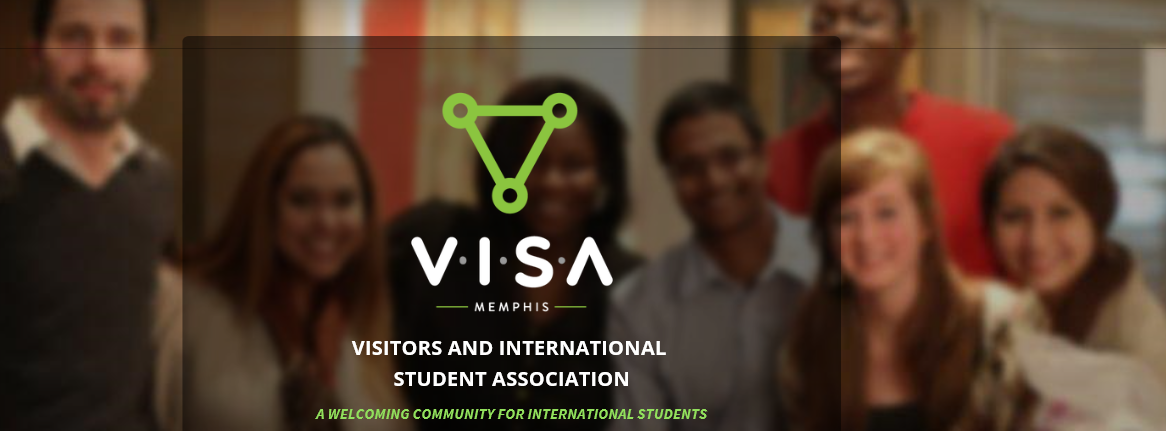 V·I·S·A
MEMPHIS
VISITORS AND INTERNATIONAL
STUDENT ASSOCIATION
A WELCOMING COMMUNITY FOR INTERNATIONAL STUDENTS